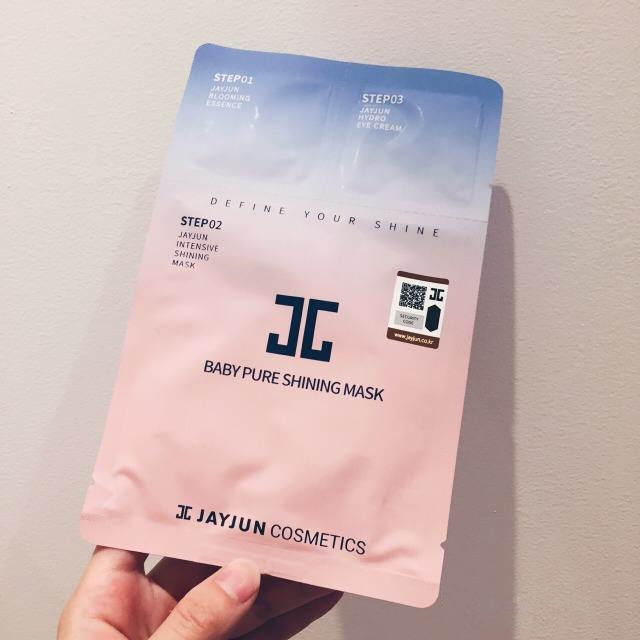 STEP01
JAYJUN
BLOOMING
ESSENCE
STEP03
JAYJUN
HYDRO
EYE CREAM
DEFINE YOUR SHINE
STEP02
JAYJUN
INTENSIVE
SHINING
MASK
SECURITY
CODE
www.jayjun.co.kr
BABY PURE SHINING MASK
JAYJUN COSMETICS